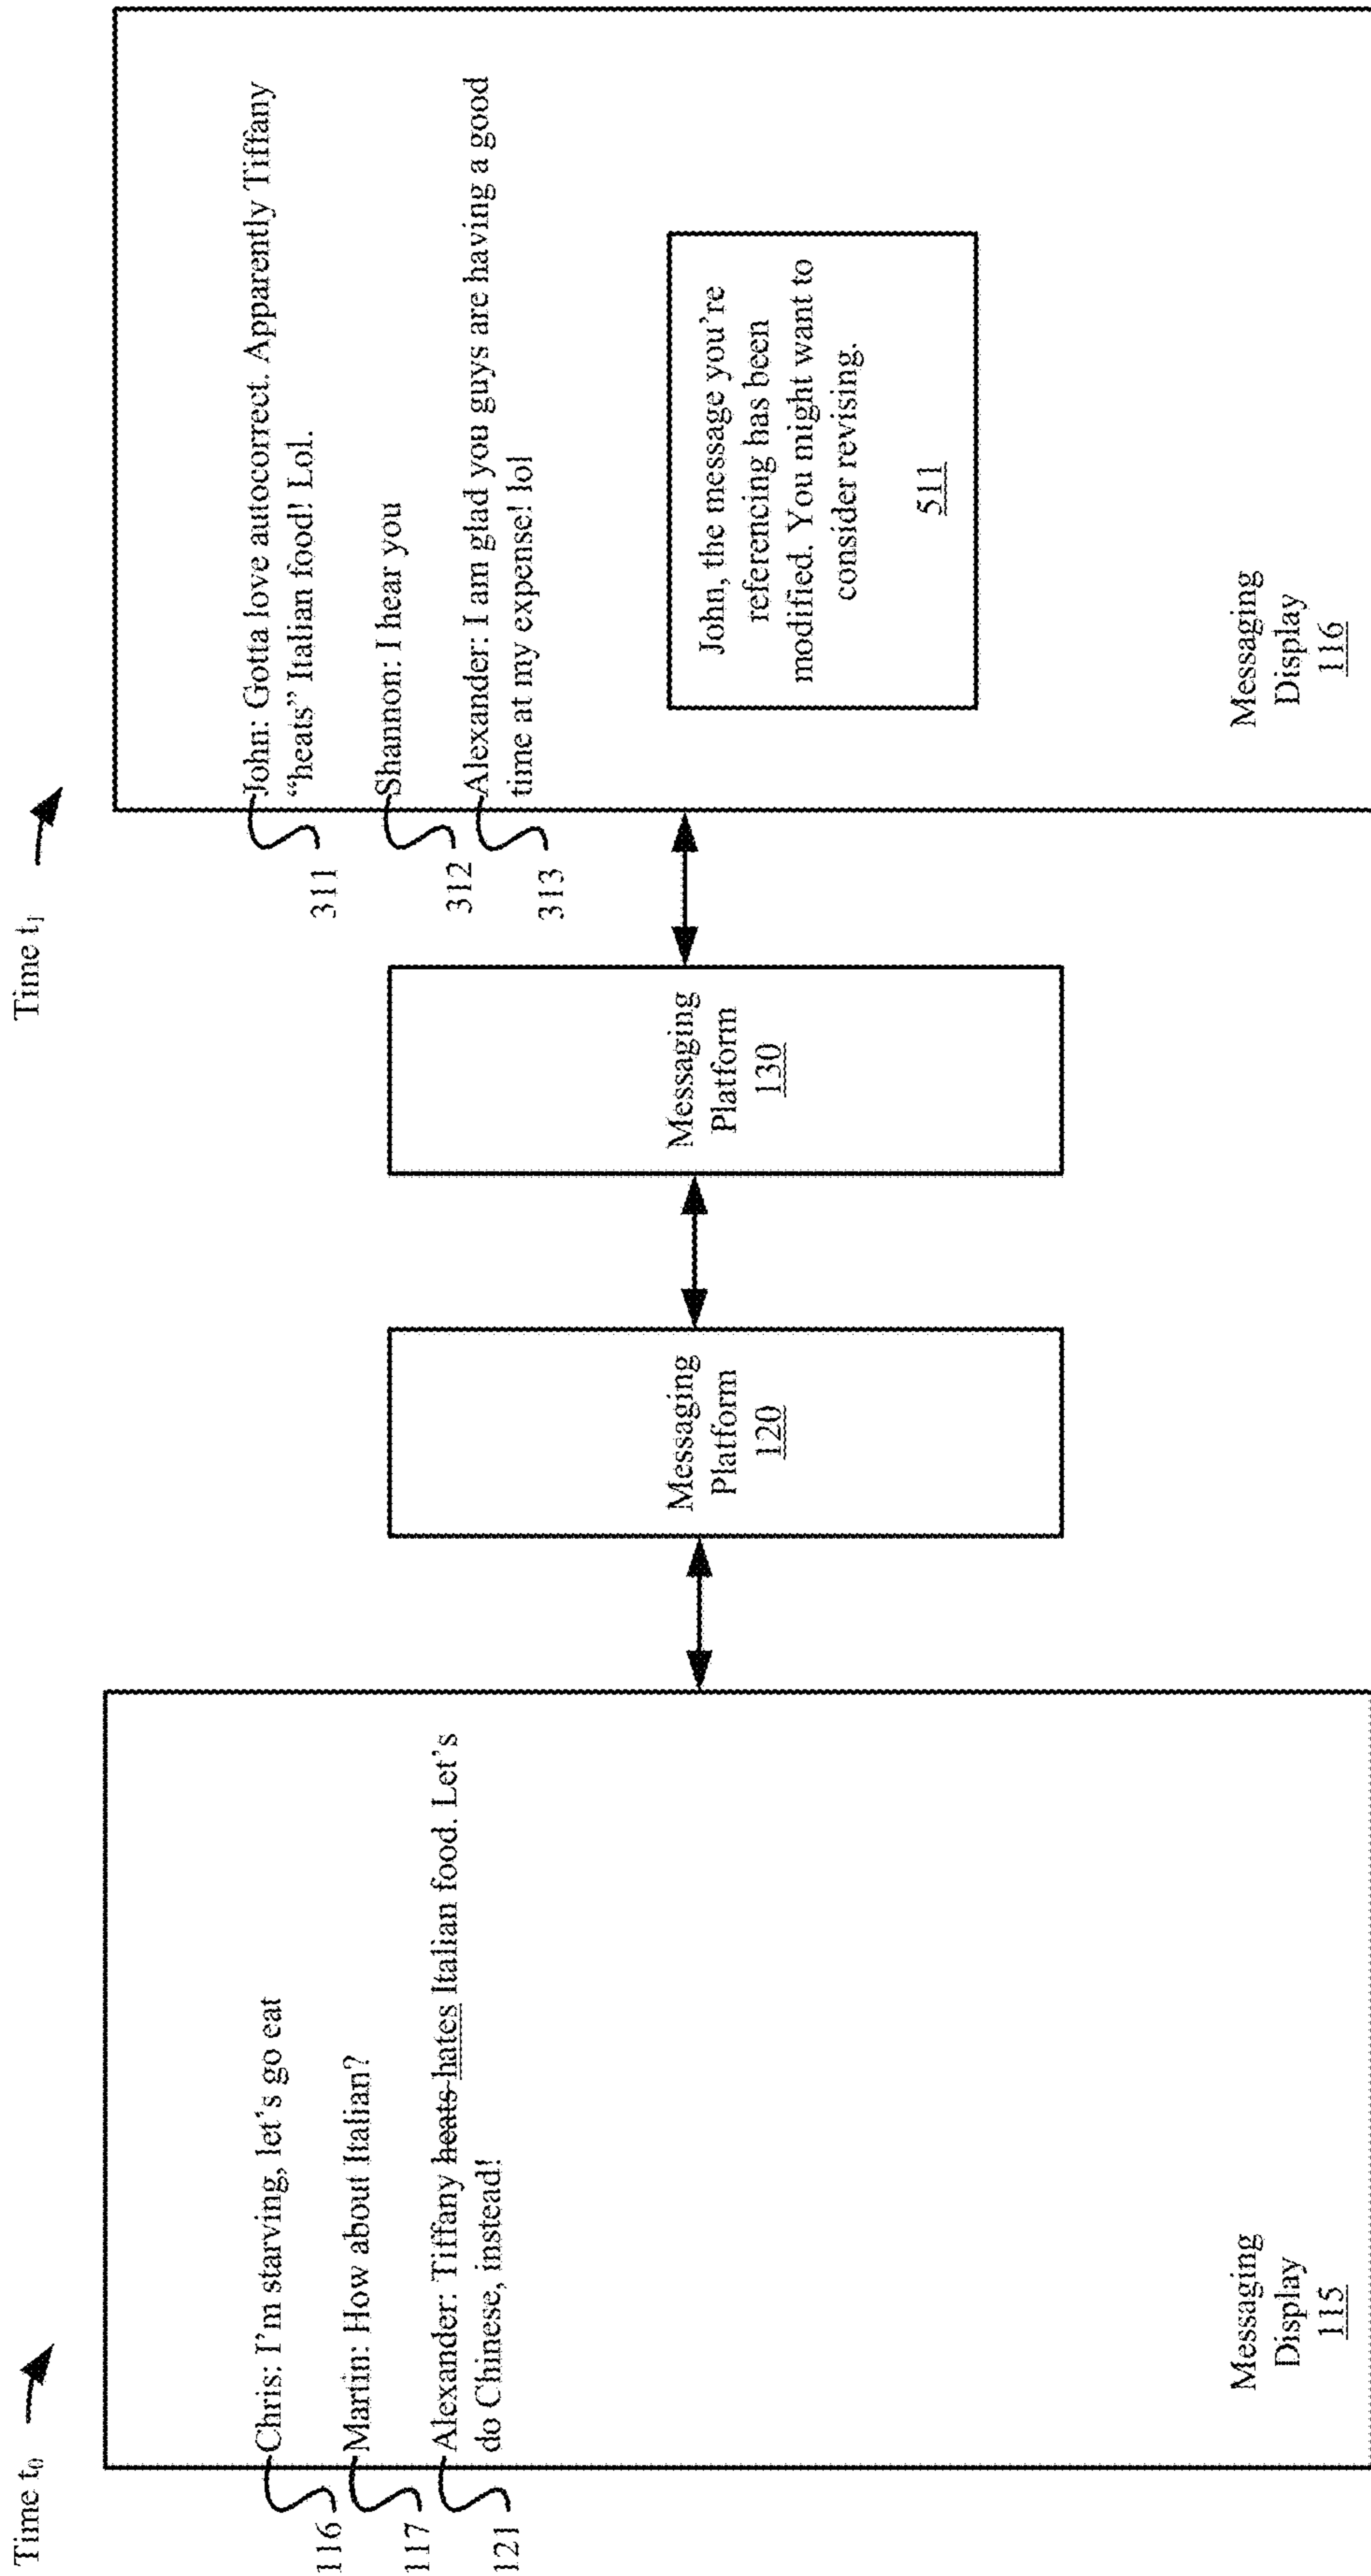 Time t0
116
Chris: I'm starving, let's go eat
117
Martin: How about Italian?
121
Alexander: Tiffany heats hates Italian food. Let's
do Chinese, instead!
Messaging
Display
115
Messaging
Platform
120
Messaging
Platform
130
Time t1
311
John: Gotta love autocorrect. Apparently Tiffany
“heats” Italian food! Lol.
312
Shannon: I hear you
313
Alexander: I am glad you guys are having a good
time at my expense! lol
John, the message you're
referencing has been
modified. You might want to
consider revising.
511
Messaging
Display
116